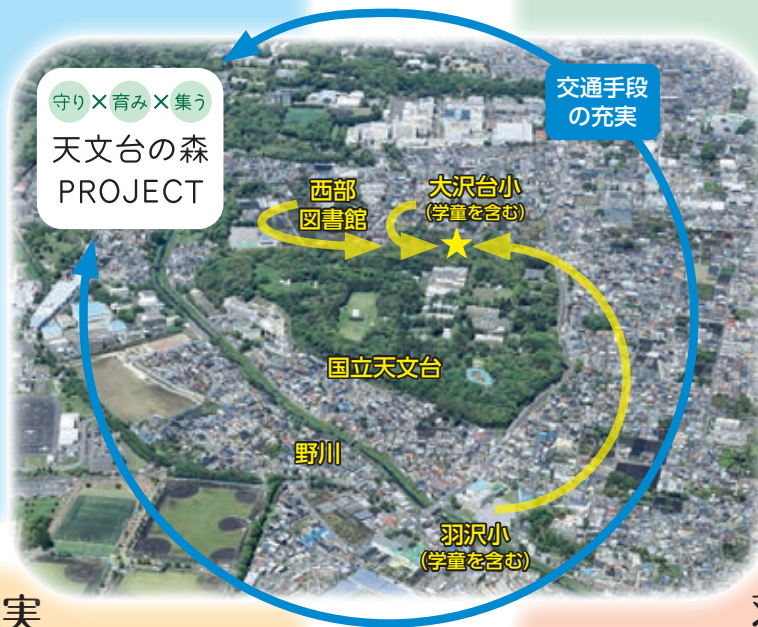 守り×育み×集う
天文台の森
PROJECT
交通手段
の充実
西部
図書館
大沢台小
(学童を含む)
国立天文台
野川
羽沢小
(学童を含む)
実